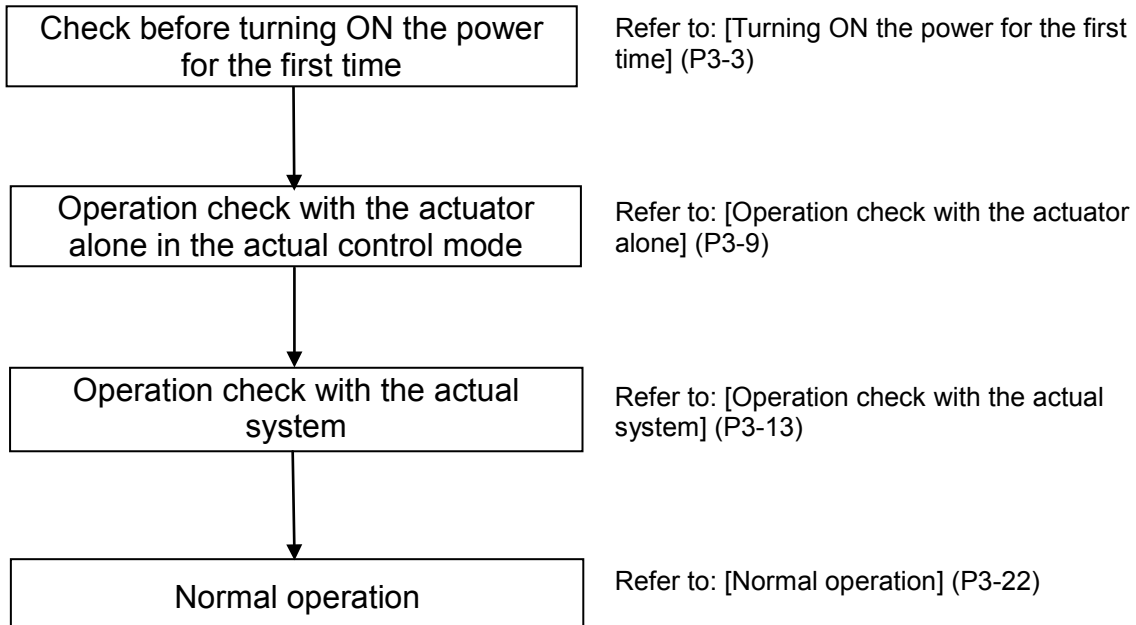 Check before turning ON the power
for the first time
Refer to: [Turning ON the power for the first
time] (P3-3)
Operation check with the actuator
alone in the actual control mode
Refer to: [Operation check with the actuator
alone] (P3-9)
Operation check with the actual
system
Refer to: [Operation check with the actual
system] (P3-13)
Normal operation
Refer to: [Normal operation] (P3-22)